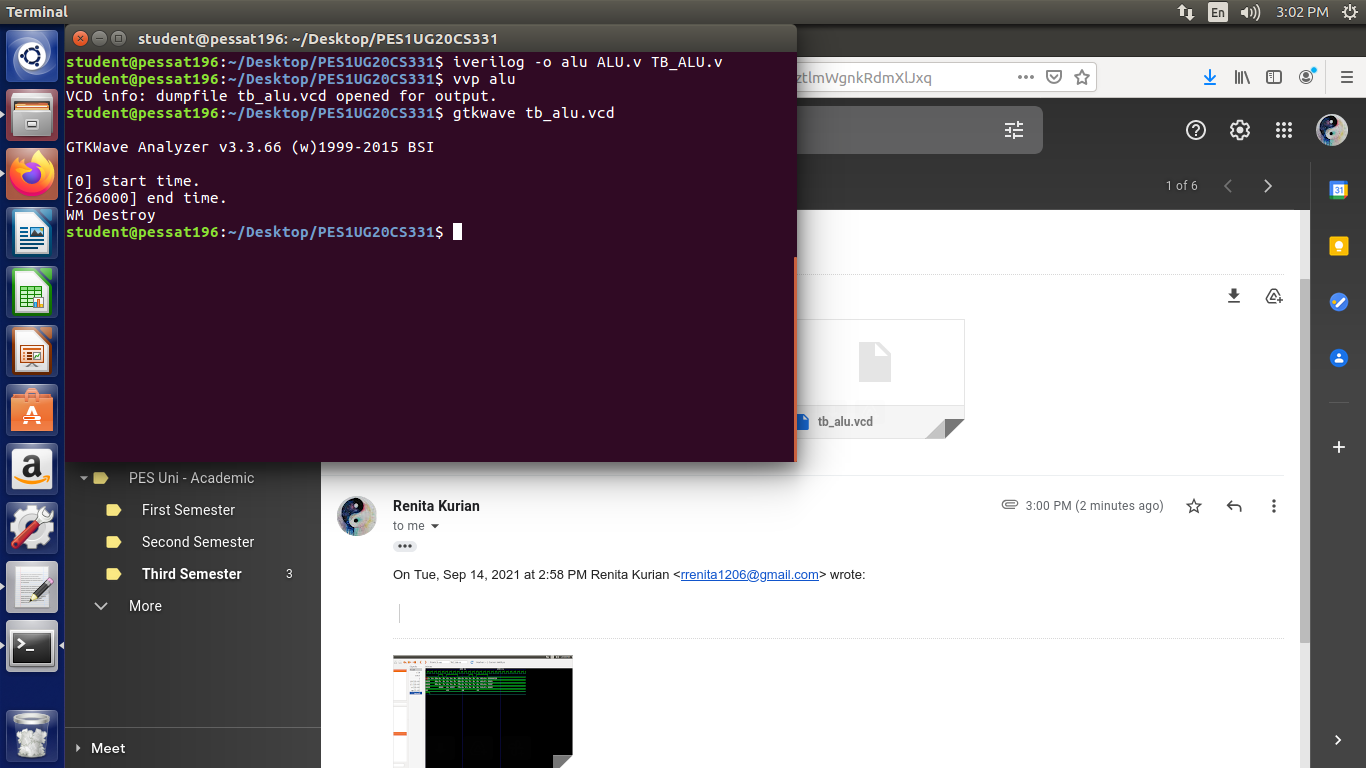 Terminal
En
3:02 PM
student@pessat196: ~/Desktop/PES1UG20CS331
student@pessat196:~/Desktop/PES1UG20CS331$ iverilog -o alu ALU.v TB_ALU.v
student@pessat196:~/Desktop/PES1UG20CS331$ vvp alu
VCD info: dumpfile tb_alu.vcd opened for output.
student@pessat196:~/Desktop/PES1UG20CS331$ gtkwave tb_alu.vcd
GTKWave Analyzer v3.3.66 (w)1999-2015 BSI
[0] start time.
[266000] end time.
WM Destroy
student@pessat196:~/Desktop/PES1UG20CS331$
1 of 6
31
tb_alu.vcd
PES Uni - Academic
First Semester
Second Semester
Third Semester 3
More
Meet
Renita Kurian
3:00 PM (2 minutes ago)
to me
On Tue, Sep 14, 2021 at 2:58 PM Renita Kurian <rrenita1206@gmail.com> wrote: